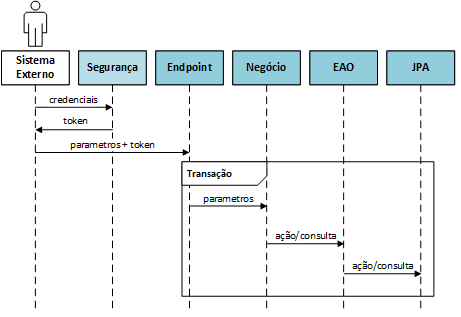 Sistema
Externo
Segurança
Endpoint
Negócio
EAO
JPA
credenciais
token
parametros + token
Transação
parametros
ação/consulta
ação/consulta